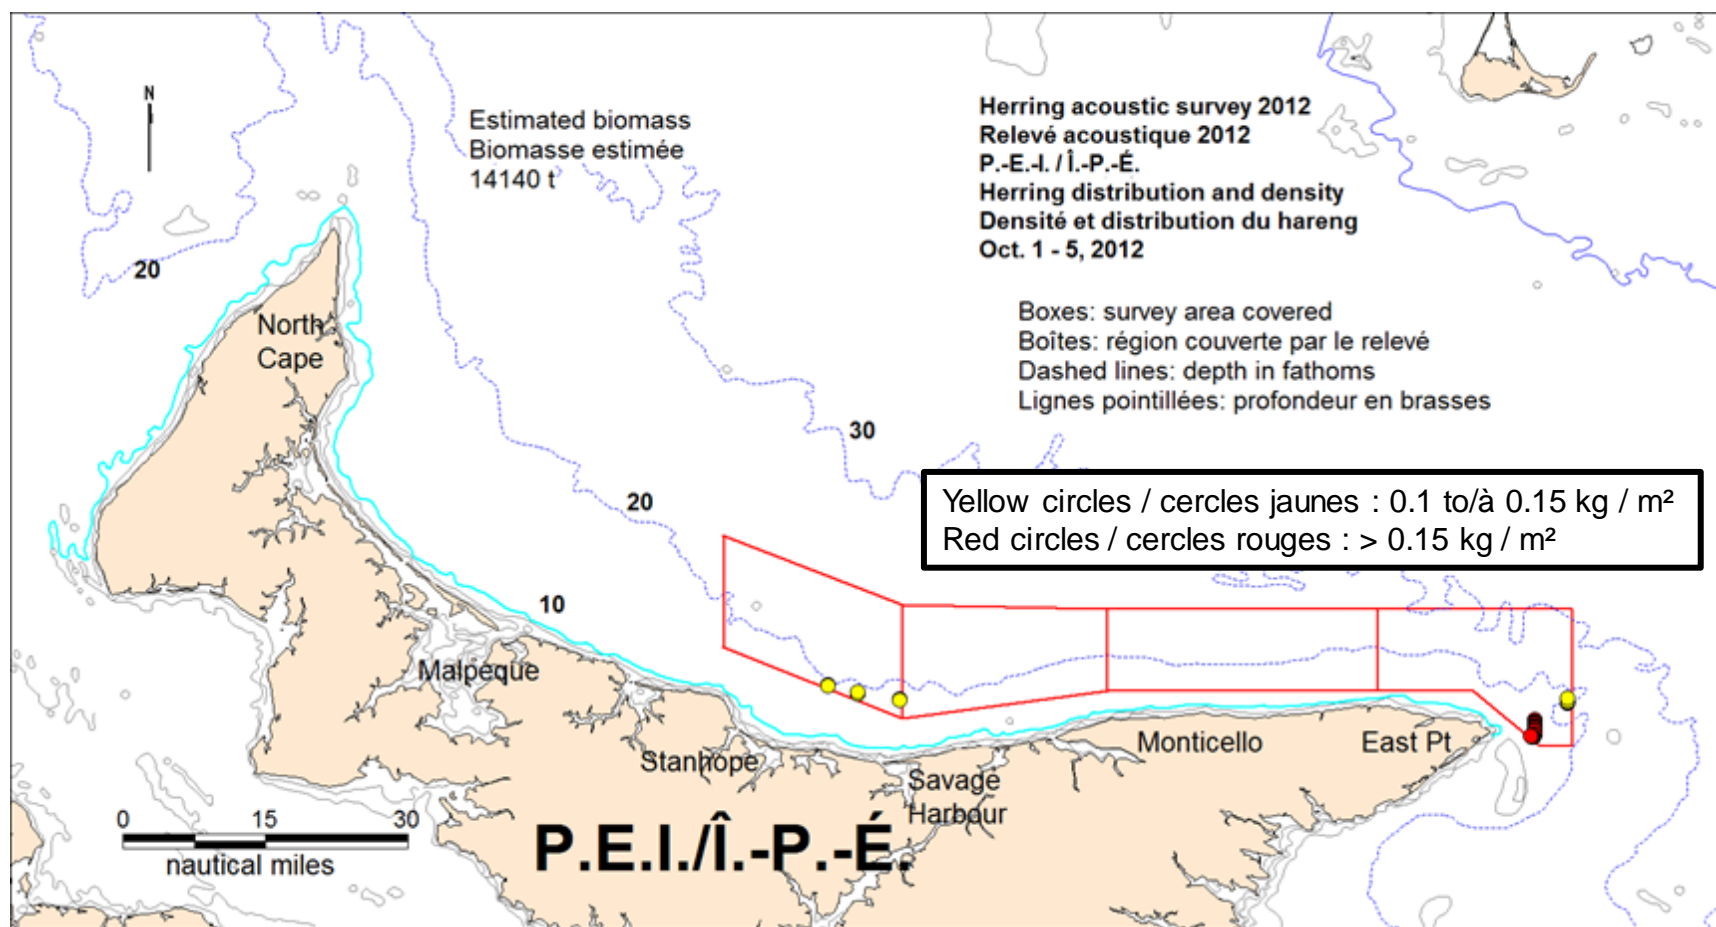 N
Estimated biomass
Biomasse estimée
14140 t
Herring acoustic survey 2012
Relevé acoustique 2012
P.-E.-I. / Î.-P.-É.
Herring distribution and density
Densité et distribution du hareng
Oct. 1 - 5, 2012
20
Boxes: survey area covered
Boîtes: région couverte par le relevé
Dashed lines: depth in fathoms
Lignes pointillées: profondeur en brasses
North
Cape
30
20
Yellow circles / cercles jaunes : 0.1 to/à 0.15 kg / m²
Red circles / cercles rouges : > 0.15 kg / m²
10
Malpeque
Stanhope
Monticello
East Pt
Savage
Harbour
0 15 30
nautical miles
P.E.I./Î.-P.-É.